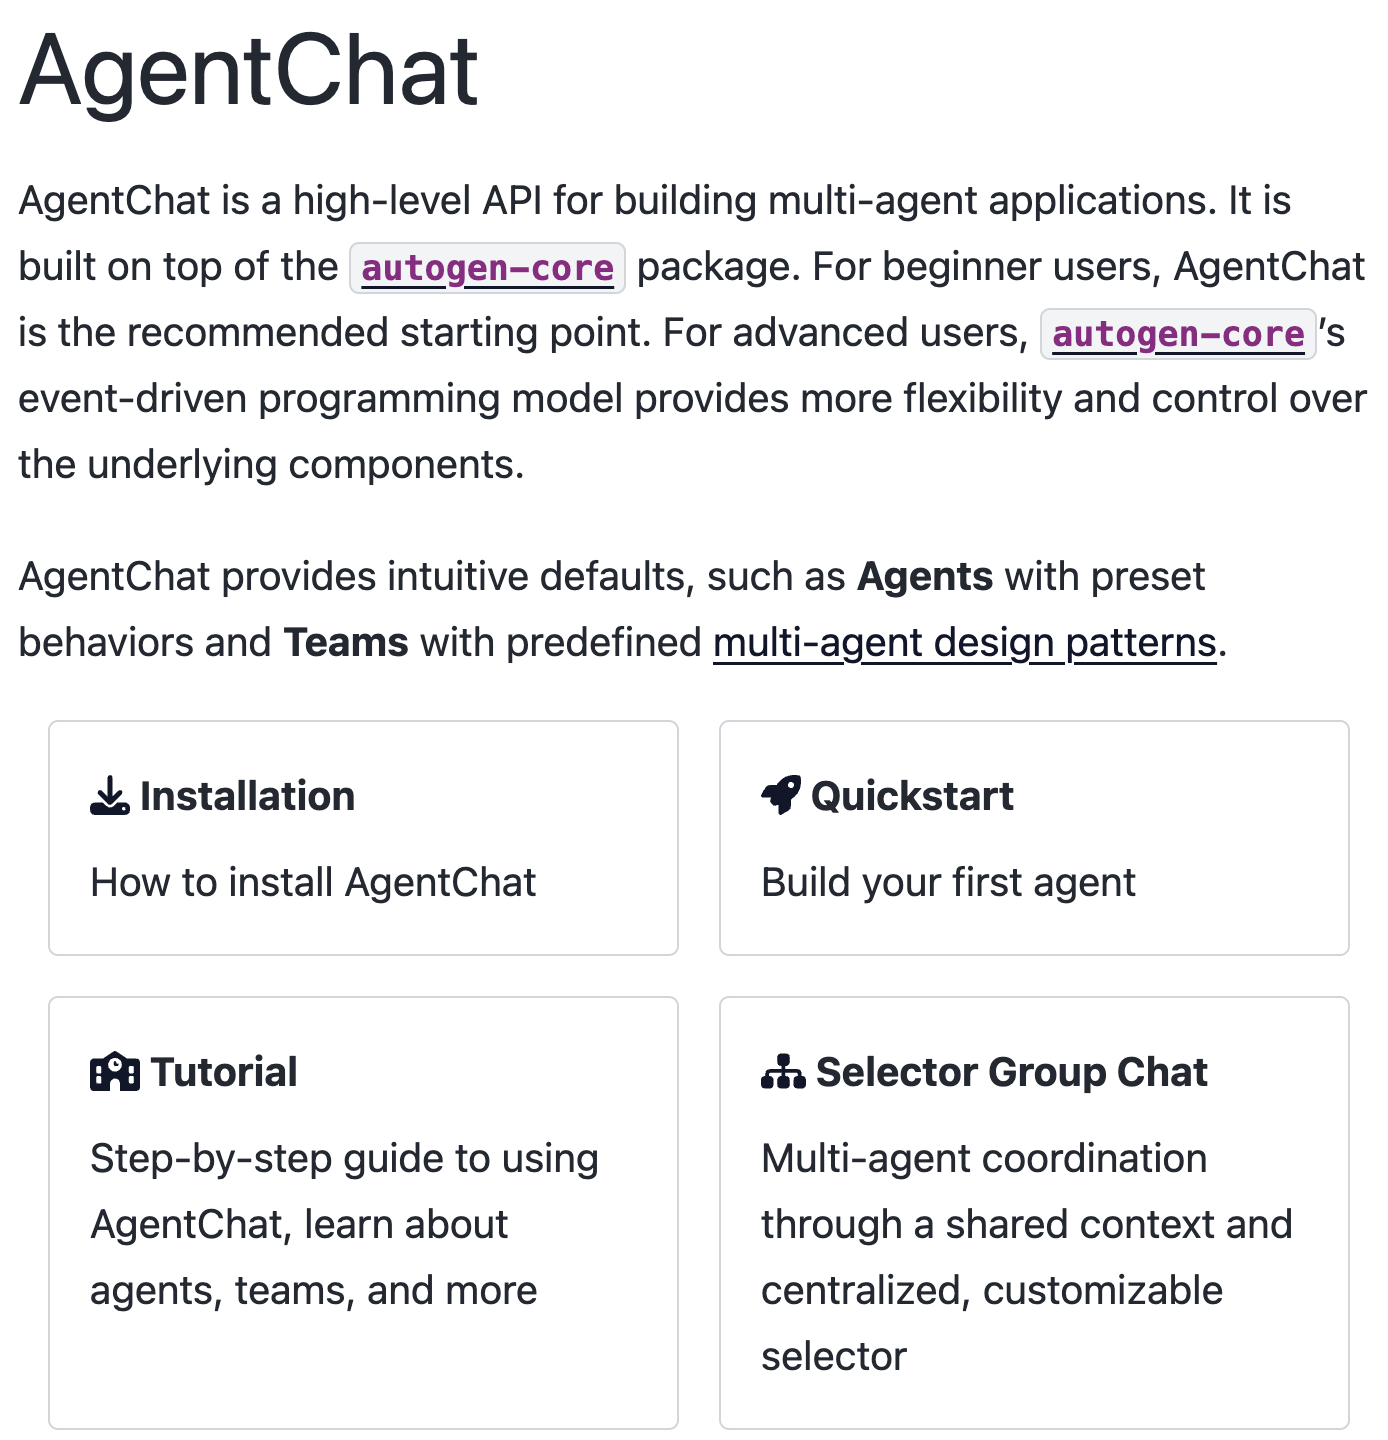 AgentChat
AgentChat is a high-level API for building multi-agent applications. It is
built on top of the autogen-core package. For beginner users, AgentChat
is the recommended starting point. For advanced users, autogen-core’s
event-driven programming model provides more flexibility and control over
the underlying components.
AgentChat provides intuitive defaults, such as Agents with preset
behaviors and Teams with predefined multi-agent design patterns.
Installation
How to install AgentChat
Quickstart
Build your first agent
Tutorial
Step-by-step guide to using
AgentChat, learn about
agents, teams, and more
Selector Group Chat
Multi-agent coordination
through a shared context and
centralized, customizable
selector